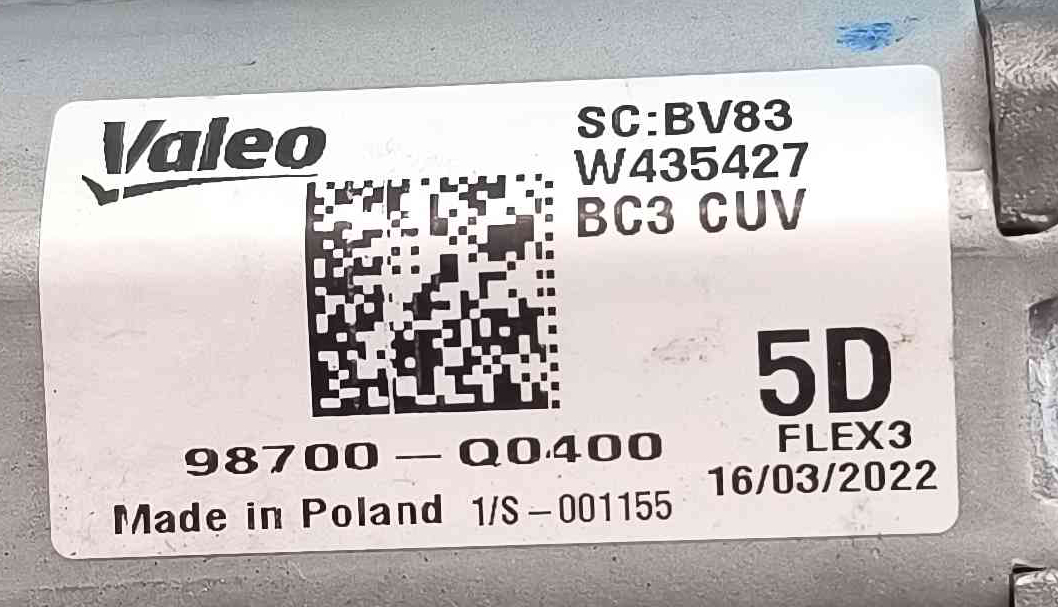 Valeo
SC:BV83
W435427
BC3 CUV
5D
FLEX3
16/03/2022
98700-Q0400
Made in Poland 1/S-001155